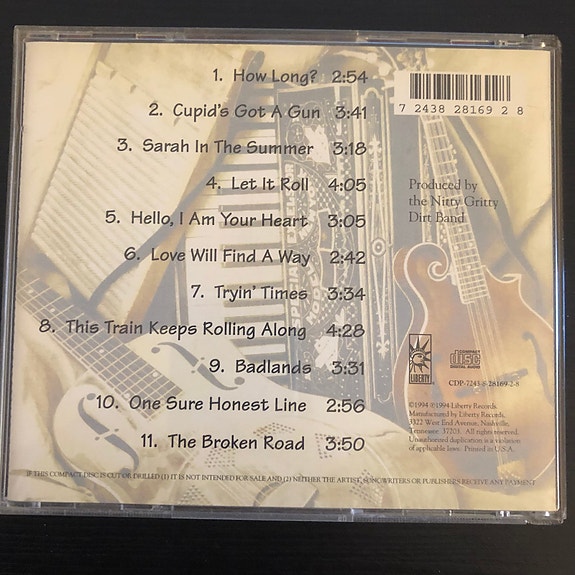 1. How Long? 2:54
2. Cupid's Got A Gun 3:41
3. Sarah In The Summer 3:18
4. Let It Roll 4:05
5. Hello, I Am Your Heart 3:05
6. Love Will Find A Way 2:42
7. Tryin' Times 3:34
8. This Train Keeps Rolling Along 4:28
9. Badlands 3:31
10. One Sure Honest Line 2:56
11. The Broken Road 3:50
7 2438 28169 2 8
Produced by
the Nitty Gritty
Dirt Band
LIBERTY
COMPACT
disc
DIGITAL AUDIO
CDP-7243-8-28169-2-8
©1994 ℗1994 Liberty Records.
Manufactured by Liberty Records,
3322 West End Avenue, Nashville,
Tennessee 37203. All rights reserved.
Unauthorized duplication is a violation
of applicable laws. Printed in U.S.A.
IF THIS COMPACT DISC IS CUT OR DRILLED (1) IT IS NOT INTENDED FOR SALE AND (2) NEITHER THE ARTIST, SONGWRITERS OR PUBLISHERS RECEIVE ANY PAYMENT